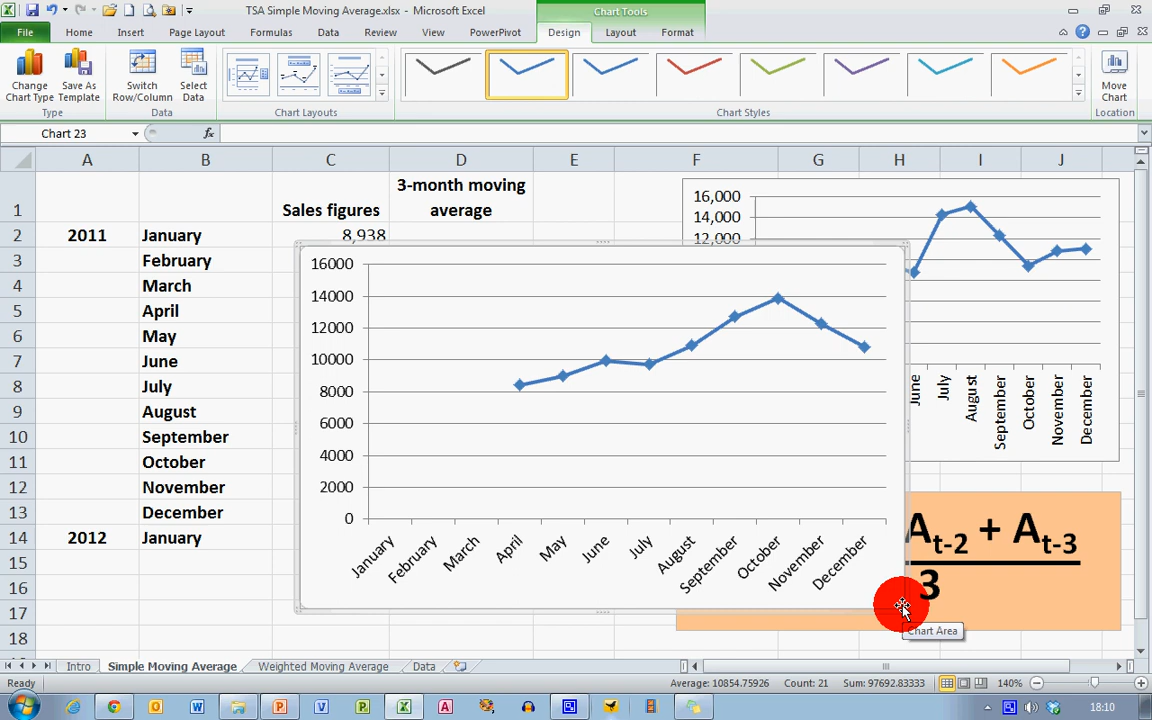 TSA Simple Moving Average.xlsx - Microsoft Excel
Chart Tools
File Home Insert Page Layout Formulas Data Review View PowerPivot Design Layout Format
Change Chart Type
Save As Template
Switch Row/Column
Select Data
Move Chart
Type Data Chart Layouts Chart Styles Location
Chart 23 fx
A B C D E F G H I J
3-month moving
1 Sales figures average
2 2011 January 8,938
3 February
4 March
5 April
6 May
7 June
8 July
9 August
10 September
11 October
12 November
13 December
14 2012 January
15
16
17
18
16,000
14,000
12,000
June July August September October November December
16000
14000
12000
10000
8000
6000
4000
2000
0
January February March April May June July August September October November December
At-2 + At-3
3
Chart Area
Intro Simple Moving Average Weighted Moving Average Data
Ready Average: 10854.75926 Count: 21 Sum: 97692.83333 140%
18:10